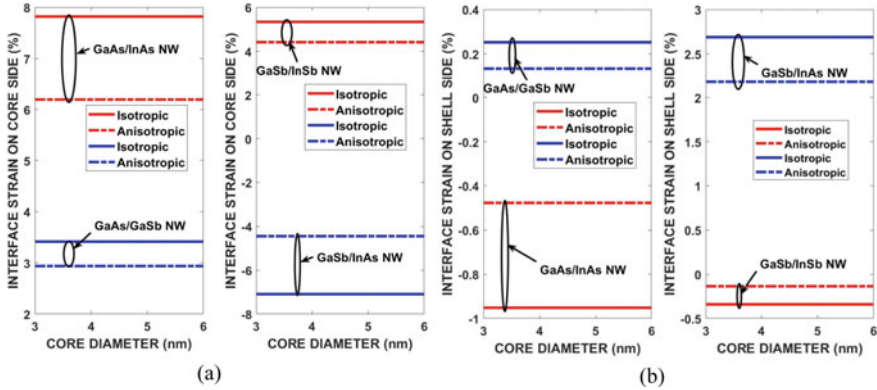 INTERFACE STRAIN ON CORE SIDE (%)
8
7
6
5
4
3
2
GaAs/InAs NW
Isotropic
Anisotropic
Isotropic
Anisotropic
GaAs/GaSb NW
3
4
5
6
CORE DIAMETER (nm)
INTERFACE STRAIN ON CORE SIDE (%)
6
4
2
0
-2
-4
-6
-8
GaSb/InSb NW
Isotropic
Anisotropic
Isotropic
Anisotropic
GaSb/InAs NW
3
4
5
6
CORE DIAMETER (nm)
(a)
INTERFACE STRAIN ON SHELL SIDE (%)
0.4
0.2
0
-0.2
-0.4
-0.6
-0.8
-1
GaAs/GaSb NW
Isotropic
Anisotropic
Isotropic
Anisotropic
GaAs/InAs NW
3
4
5
6
CORE DIAMETER (nm)
INTERFACE STRAIN ON SHELL SIDE (%)
3
2.5
2
1.5
1
0.5
0
-0.5
GaSb/InAs NW
Isotropic
Anisotropic
Isotropic
Anisotropic
GaSb/InSb NW
3
4
5
6
CORE DIAMETER (nm)
(b)